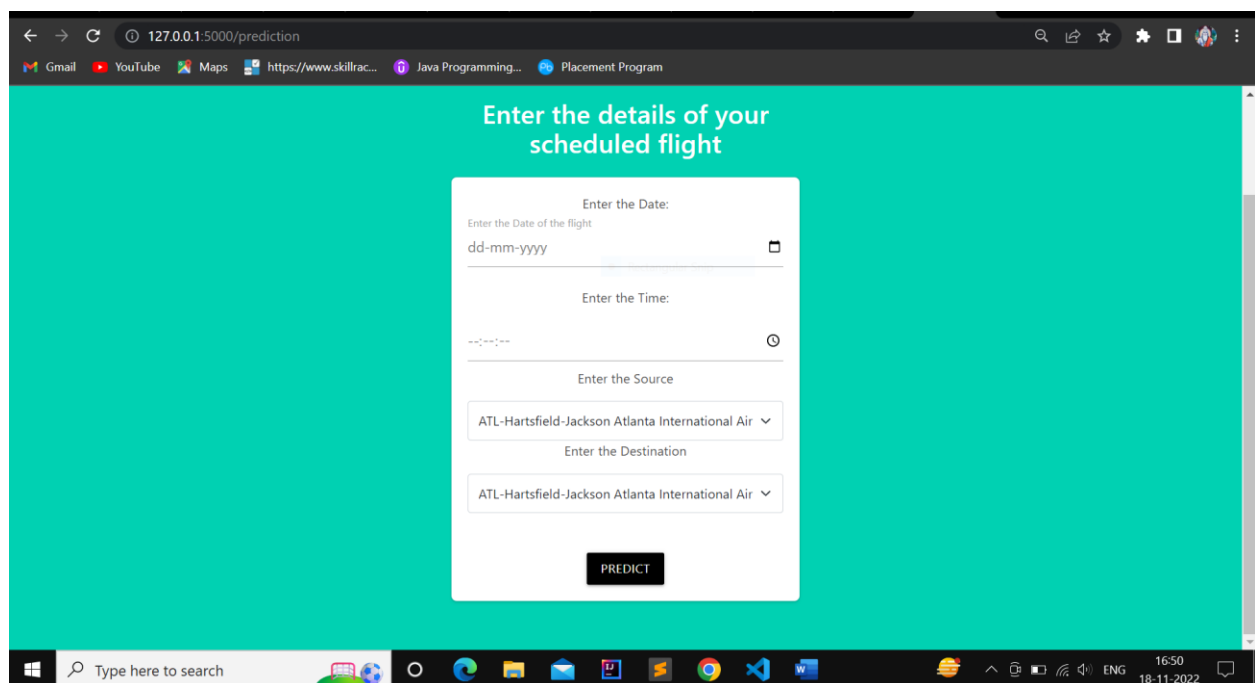 127.0.0.1:5000/prediction
Gmail YouTube Maps https://www.skillrac... Java Programming... Placement Program
Enter the details of your
scheduled flight
Enter the Date:
Enter the Date of the flight
dd-mm-yyyy
Enter the Time:
--:--:--
Enter the Source
ATL-Hartsfield-Jackson Atlanta International Air
Enter the Destination
ATL-Hartsfield-Jackson Atlanta International Air
PREDICT
Type here to search
ENG
16:50
18-11-2022